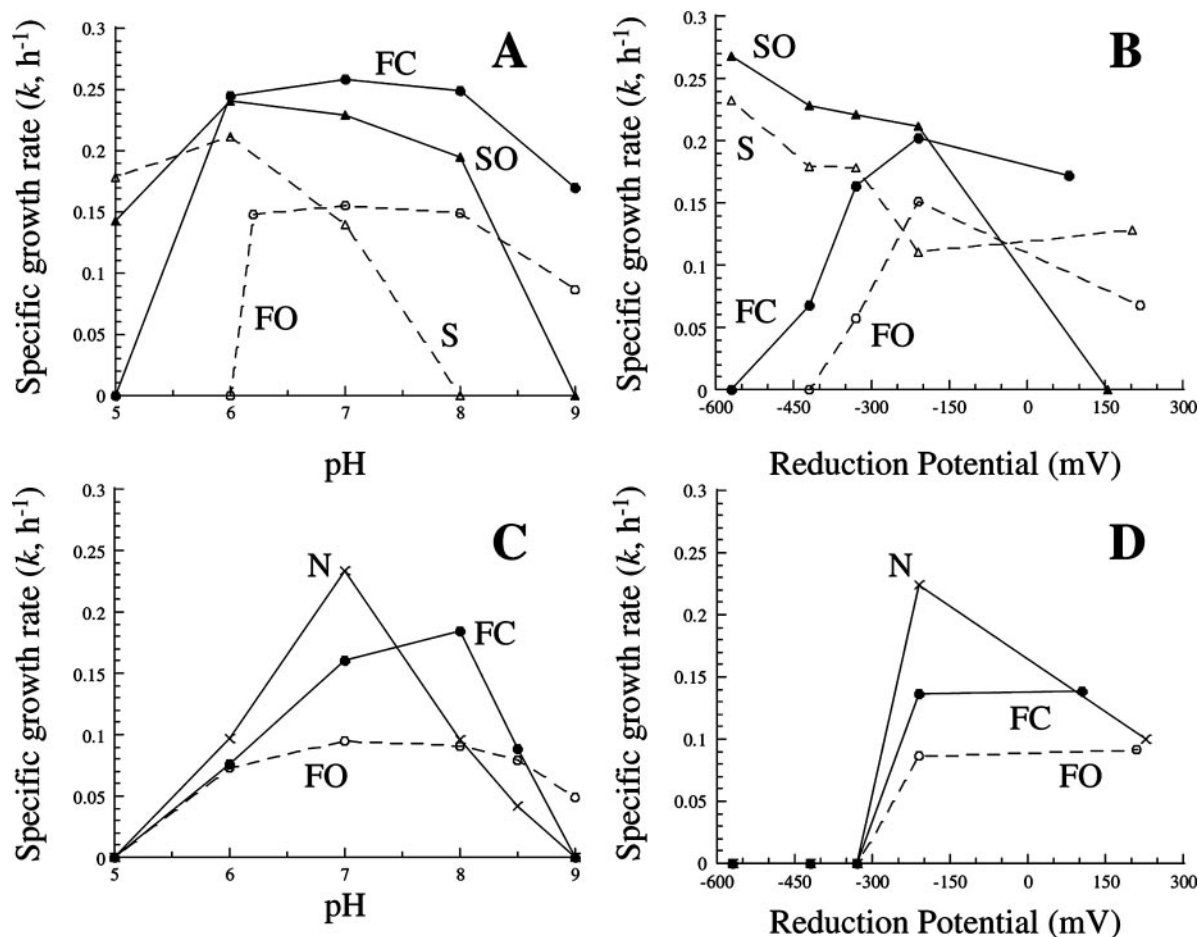 A
Specific growth rate (k, h⁻¹)
0.3
0.25
0.2
0.15
0.1
0.05
0
FC
SO
FO
S
5
6
7
8
9
pH
B
Specific growth rate (k, h⁻¹)
0.3
0.25
0.2
0.15
0.1
0.05
0
SO
S
FC
FO
-600
-450
-300
-150
0
150
300
Reduction Potential (mV)
C
Specific growth rate (k, h⁻¹)
0.3
0.25
0.2
0.15
0.1
0.05
0
N
FC
FO
5
6
7
8
9
pH
D
Specific growth rate (k, h⁻¹)
0.3
0.25
0.2
0.15
0.1
0.05
0
N
FC
FO
-600
-450
-300
-150
0
150
300
Reduction Potential (mV)